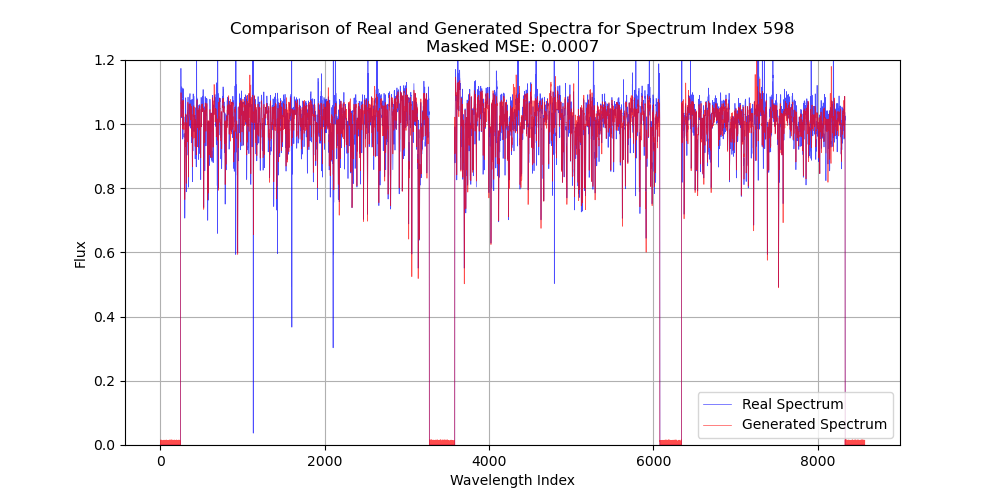 Comparison of Real and Generated Spectra for Spectrum Index 598
Masked MSE: 0.0007
1.2
1.0
0.8
0.6
0.4
0.2
0.0
Flux
0 2000 4000 6000 8000
Wavelength Index
Real Spectrum
Generated Spectrum